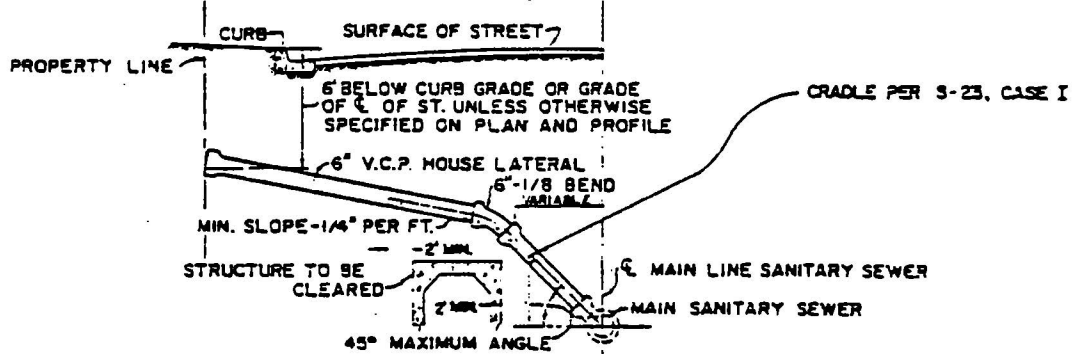 CURB
SURFACE OF STREET
PROPERTY LINE
6' BELOW CURB GRADE OR GRADE
OF ℄ OF ST. UNLESS OTHERWISE
SPECIFIED ON PLAN AND PROFILE
CRADLE PER S-23, CASE I
6" V.C.P. HOUSE LATERAL
6"-1/8 BEND
VARIABLE
MIN. SLOPE-1/4" PER FT.
2' MIN.
STRUCTURE TO BE
CLEARED
℄ MAIN LINE SANITARY SEWER
2' MIN.
MAIN SANITARY SEWER
45° MAXIMUM ANGLE